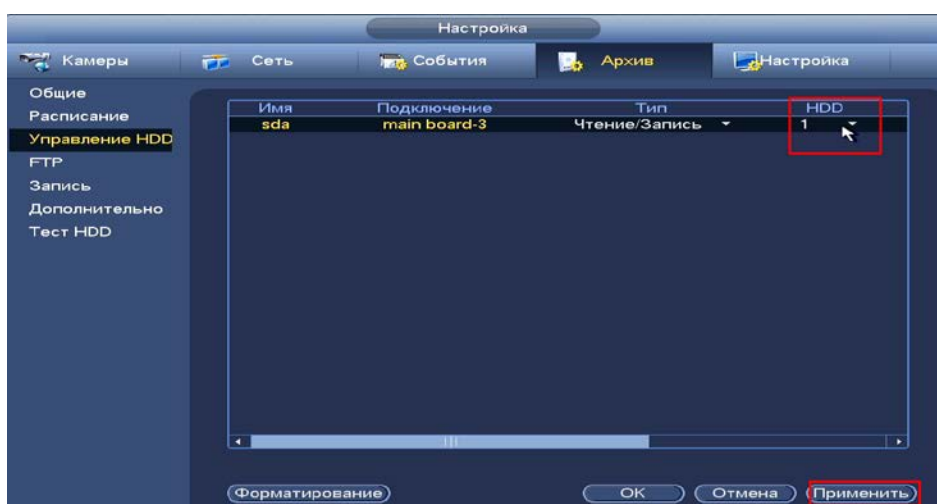 Настройка
Камеры Сеть События Архив Настройка
Общие
Расписание
Управление HDD
FTP
Запись
Дополнительно
Тест HDD
Имя Подключение Тип HDD
sda main board-3 Чтение/Запись 1
Форматирование OK Отмена Применить